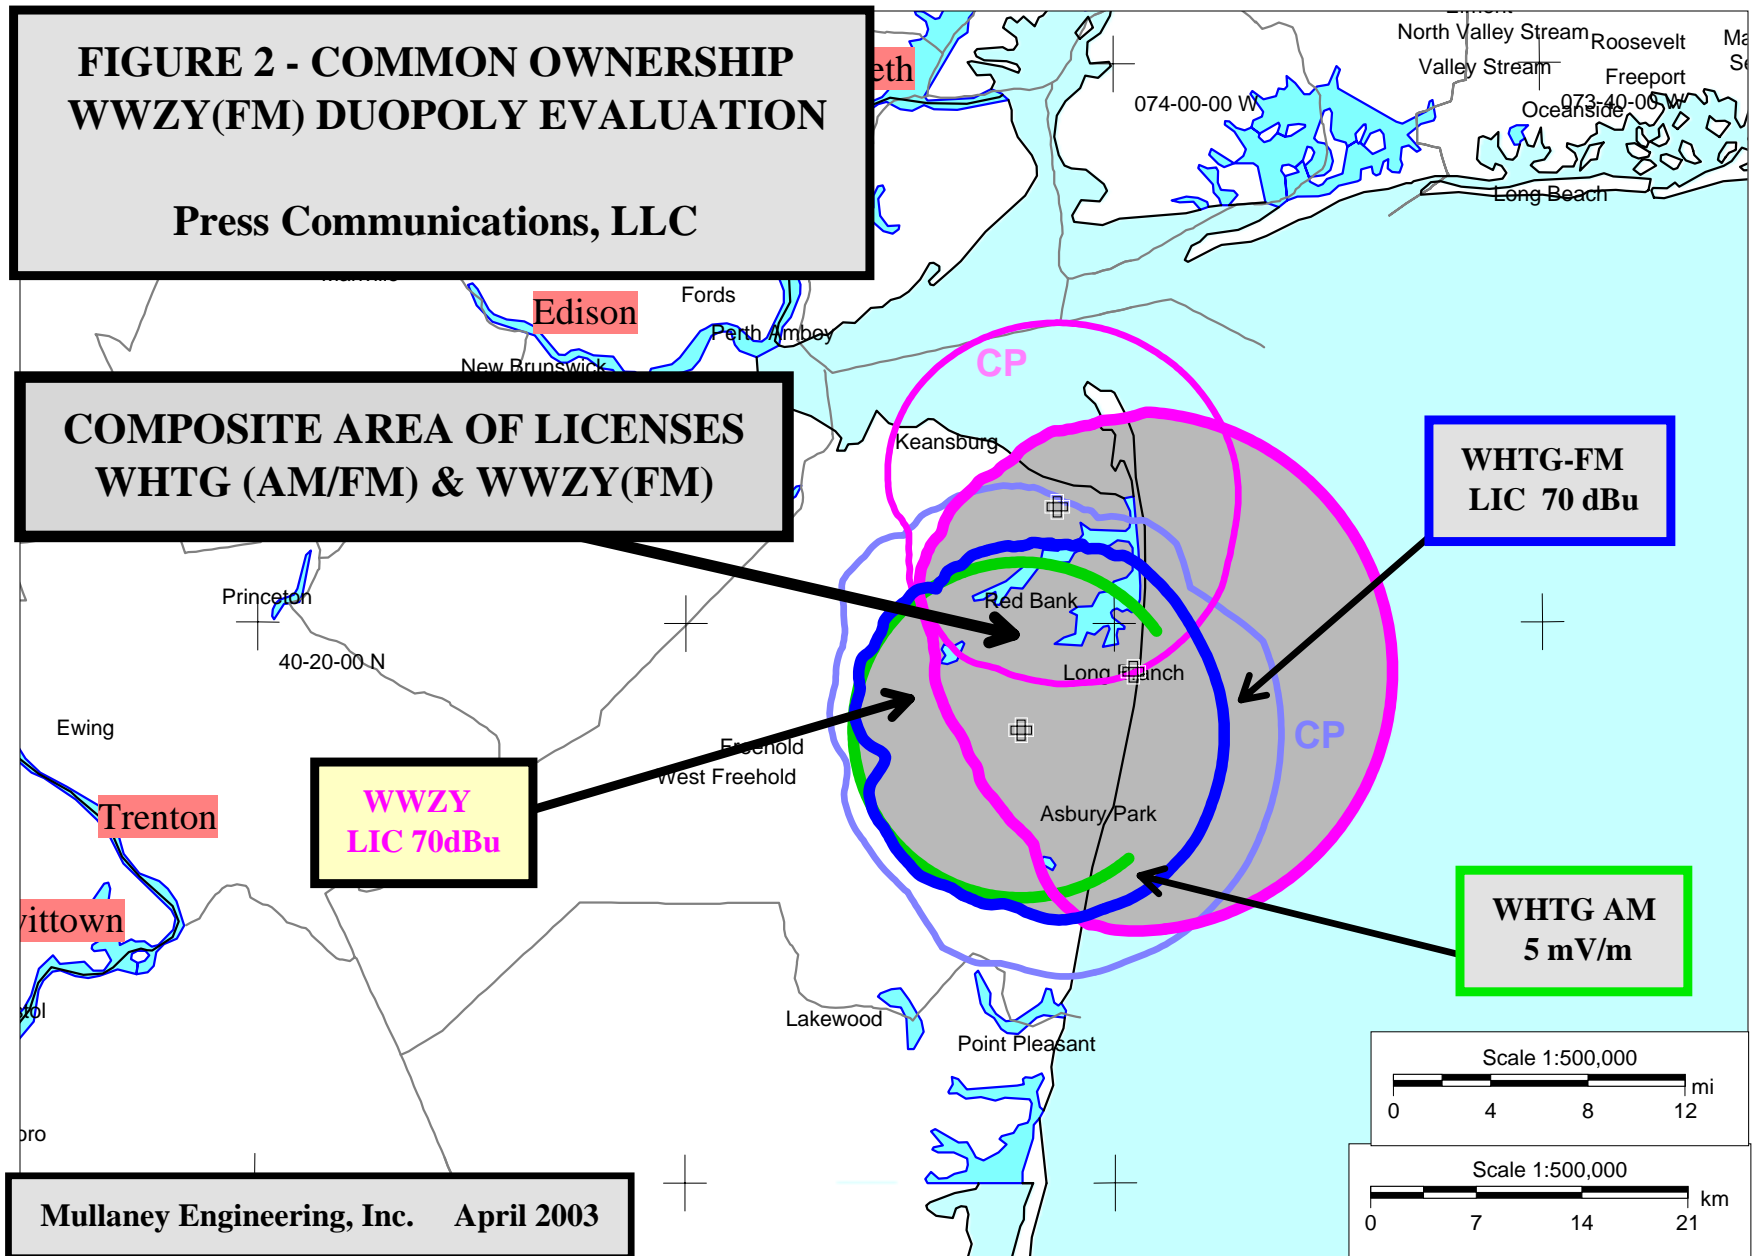 FIGURE 2 - COMMON OWNERSHIP
WWZY(FM) DUOPOLY EVALUATION
Press Communications, LLC
eth
North Valley Stream
Roosevelt
Valley Stream
Freeport
074-00-00 W
073-40-00 W
Oceanside
Long Beach
Fords
Edison
Perth Amboy
New Brunswick
CP
COMPOSITE AREA OF LICENSES
WHTG (AM/FM) & WWZY(FM)
Keansburg
WHTG-FM
LIC 70 dBu
Princeton
Red Bank
40-20-00 N
Long Branch
Ewing
CP
Freehold
West Freehold
WWZY
LIC 70dBu
Trenton
Asbury Park
vittown
WHTG AM
5 mV/m
Lakewood
Point Pleasant
Scale 1:500,000
mi
0 4 8 12
Scale 1:500,000
km
0 7 14 21
Mullaney Engineering, Inc. April 2003